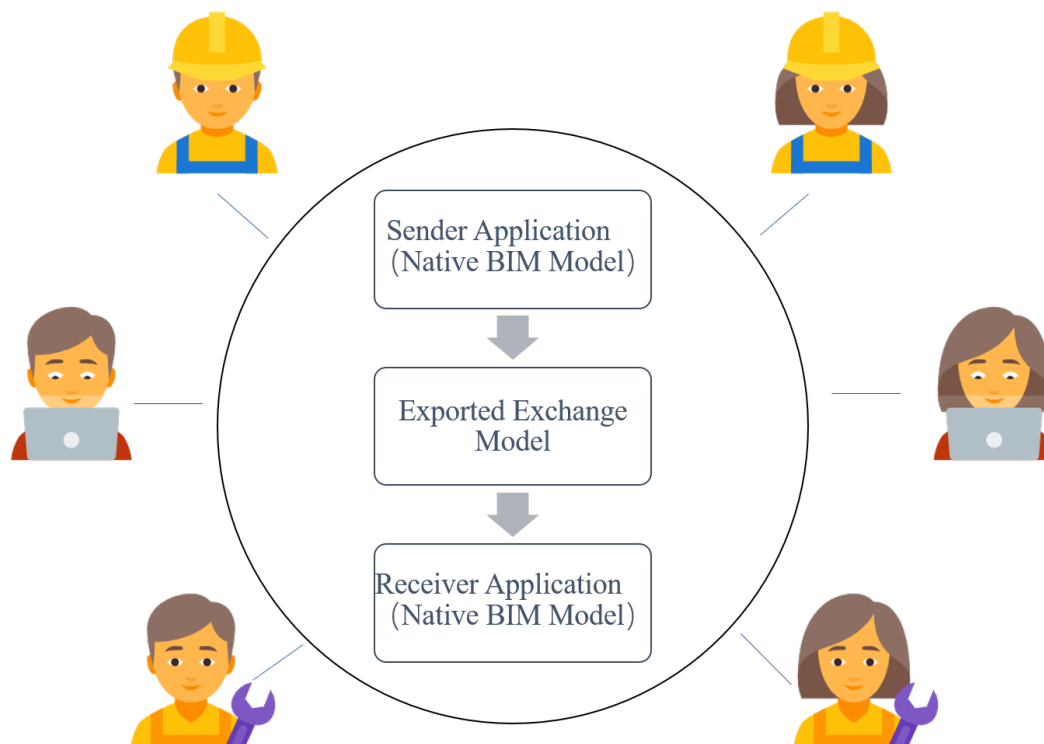 Sender Application
（Native BIM Model）
Exported Exchange
Model
Receiver Application
（Native BIM Model）